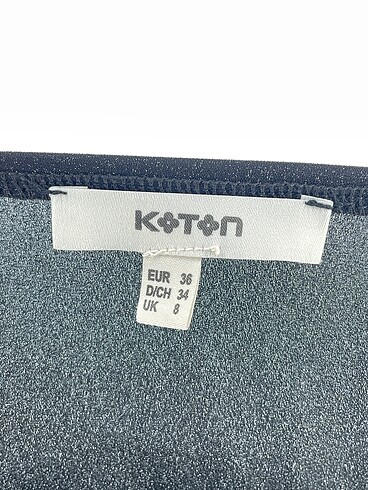 KOTON
EUR 36
D/CH 34
UK 8